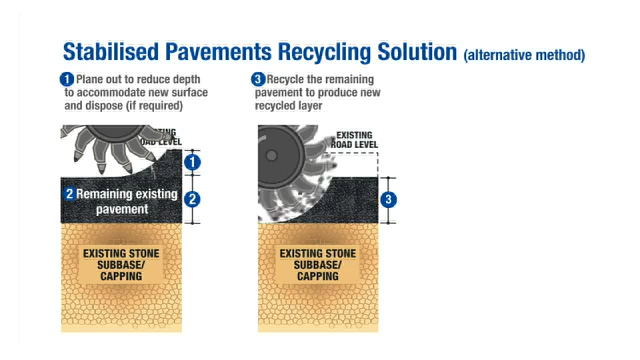 Stabilised Pavements Recycling Solution (alternative method)
1 Plane out to reduce depth
to accommodate new surface
and dispose (if required)
3 Recycle the remaining
pavement to produce new
recycled layer
LEVEL
1
2 Remaining existing
pavement
2
EXISTING STONE
SUBBASE/
CAPPING
EXISTING
ROAD LEVEL
3
EXISTING STONE
SUBBASE/
CAPPING